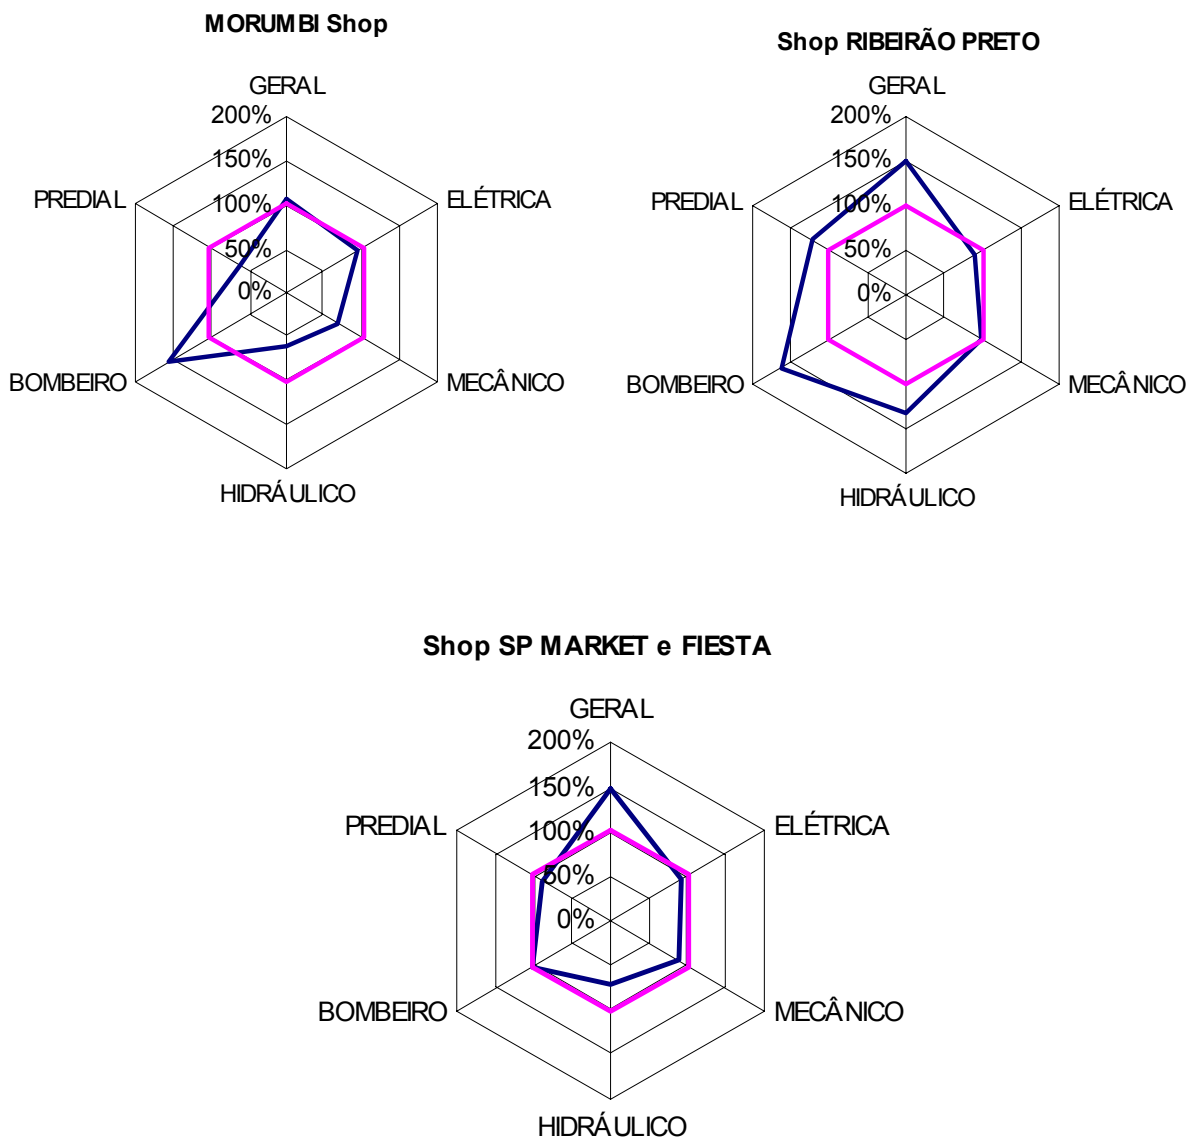 MORUMBI Shop
GERAL
200%
150%
100%
50%
0%
PREDIAL
ELÉTRICA
BOMBEIRO
MECÂNICO
HIDRÁULICO
Shop RIBEIRÃO PRETO
GERAL
200%
150%
100%
50%
0%
PREDIAL
ELÉTRICA
BOMBEIRO
MECÂNICO
HIDRÁULICO
Shop SP MARKET e FIESTA
GERAL
200%
150%
100%
50%
0%
PREDIAL
ELÉTRICA
BOMBEIRO
MECÂNICO
HIDRÁULICO